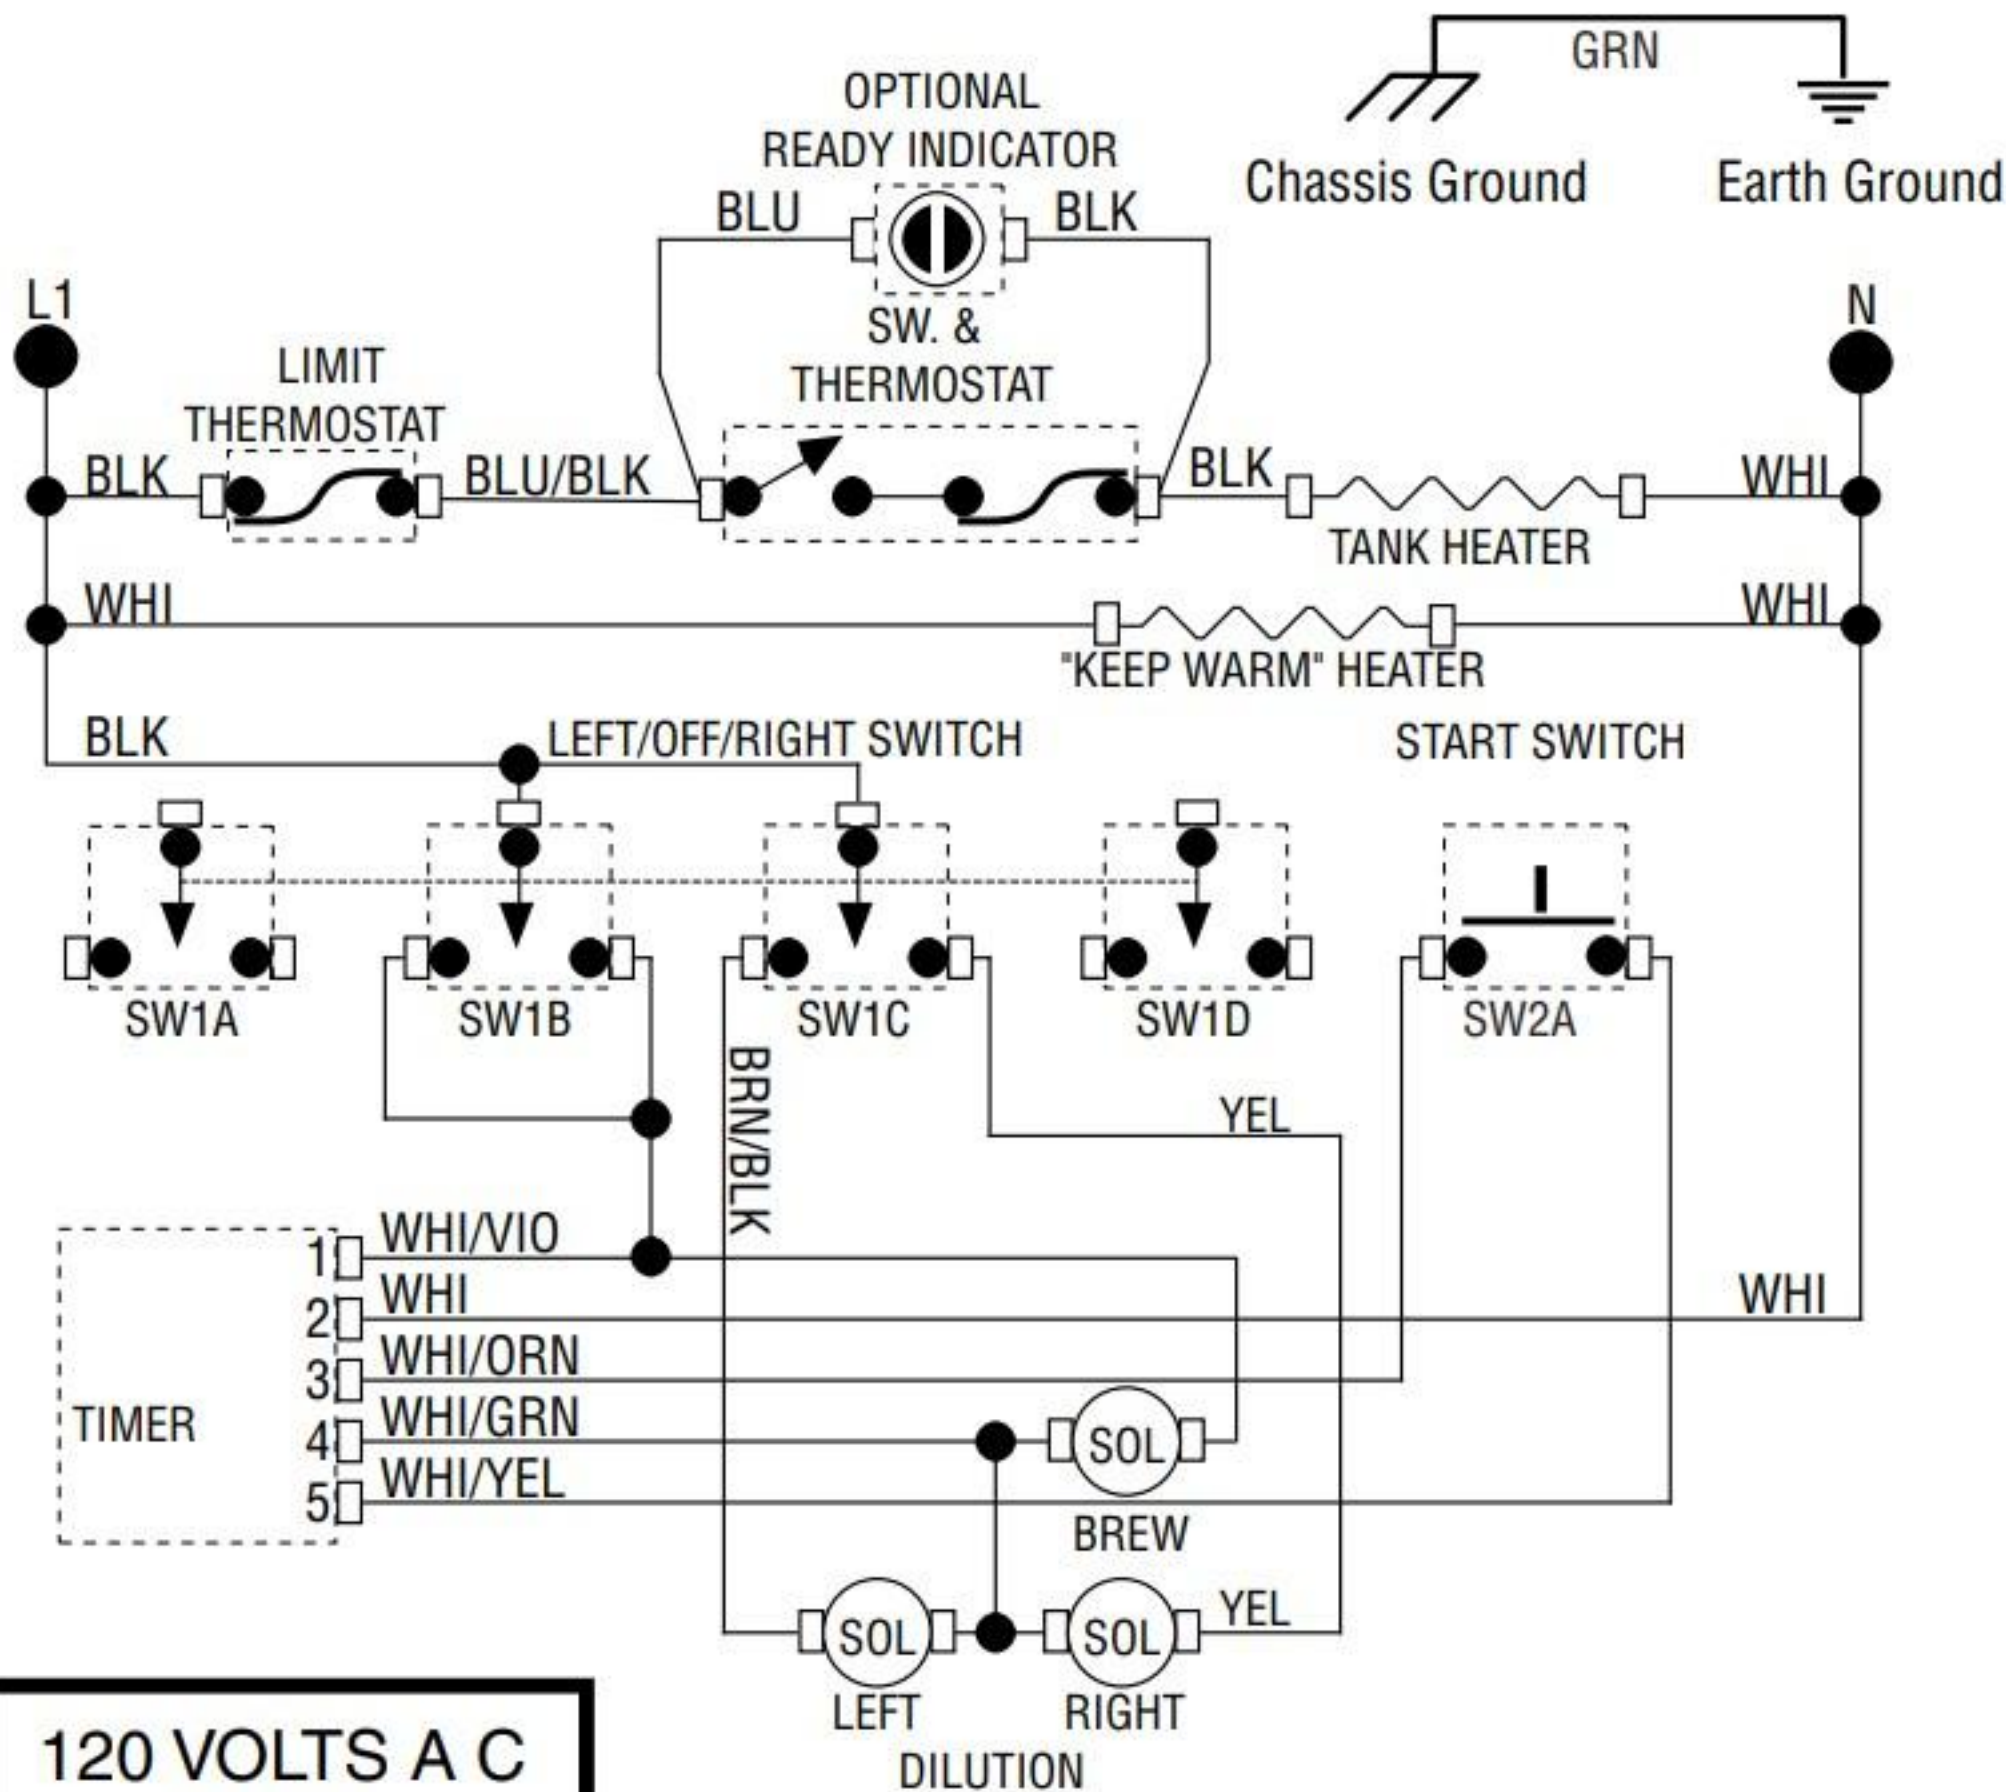 GRN
Chassis Ground
Earth Ground
OPTIONAL
READY INDICATOR
BLU
BLK
SW. &
THERMOSTAT
L1
N
LIMIT
THERMOSTAT
BLK
BLU/BLK
BLK
WHI
TANK HEATER
WHI
WHI
"KEEP WARM" HEATER
BLK
LEFT/OFF/RIGHT SWITCH
START SWITCH
SW1A
SW1B
SW1C
SW1D
SW2A
BRN/BLK
YEL
TIMER
1
WHI/VIO
2
WHI
WHI
3
WHI/ORN
4
WHI/GRN
5
WHI/YEL
SOL
BREW
SOL
SOL
YEL
LEFT
RIGHT
DILUTION
120 VOLTS A C